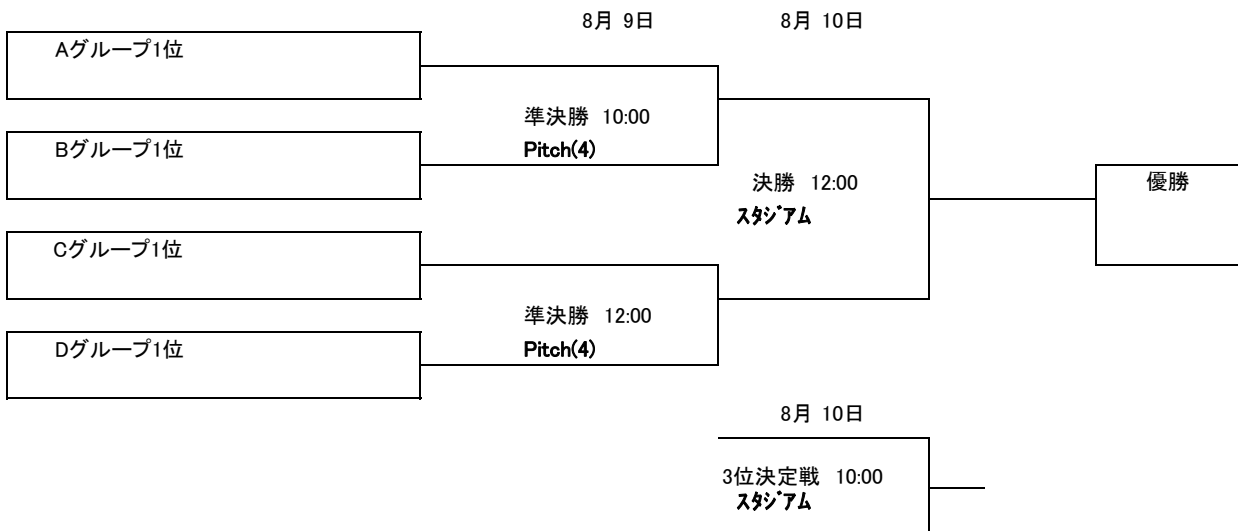 8月 9日
8月 10日
Aグループ1位
準決勝 10:00
Bグループ1位
Pitch(4)
決勝 12:00
優勝
スタジアム
Cグループ1位
準決勝 12:00
Dグループ1位
Pitch(4)
8月 10日
3位決定戦 10:00
スタジアム